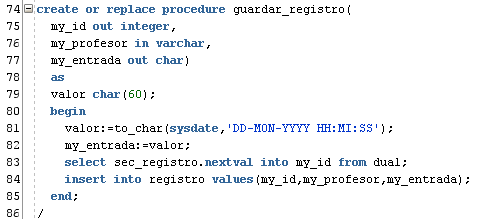 74 create or replace procedure guardar_registro(
75 my_id out integer,
76 my_profesor in varchar,
77 my_entrada out char)
78 as
79 valor char(60);
80 begin
81 valor:=to_char(sysdate,'DD-MON-YYYY HH:MI:SS');
82 my_entrada:=valor;
83 select sec_registro.nextval into my_id from dual;
84 insert into registro values(my_id,my_profesor,my_entrada);
85 end;
86 /